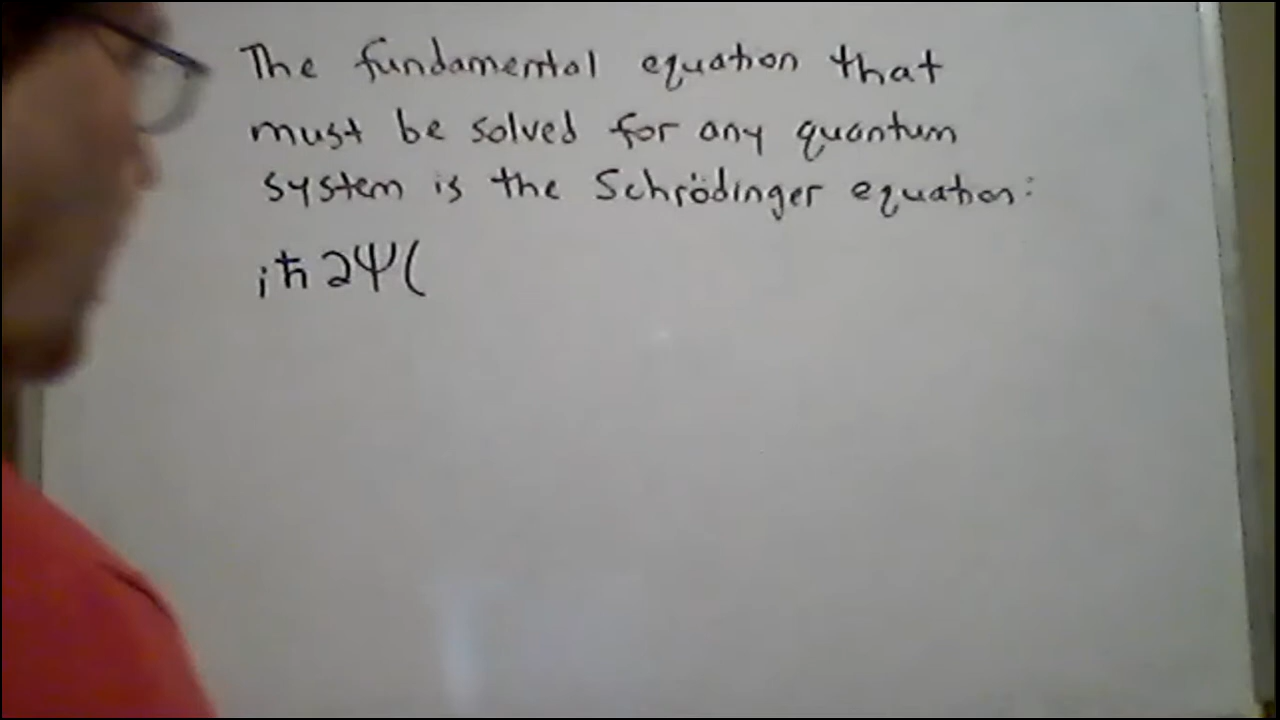 The fundamental equation that
must be solved for any quantum
system is the Schrödinger equation:
iħ∂Ψ(